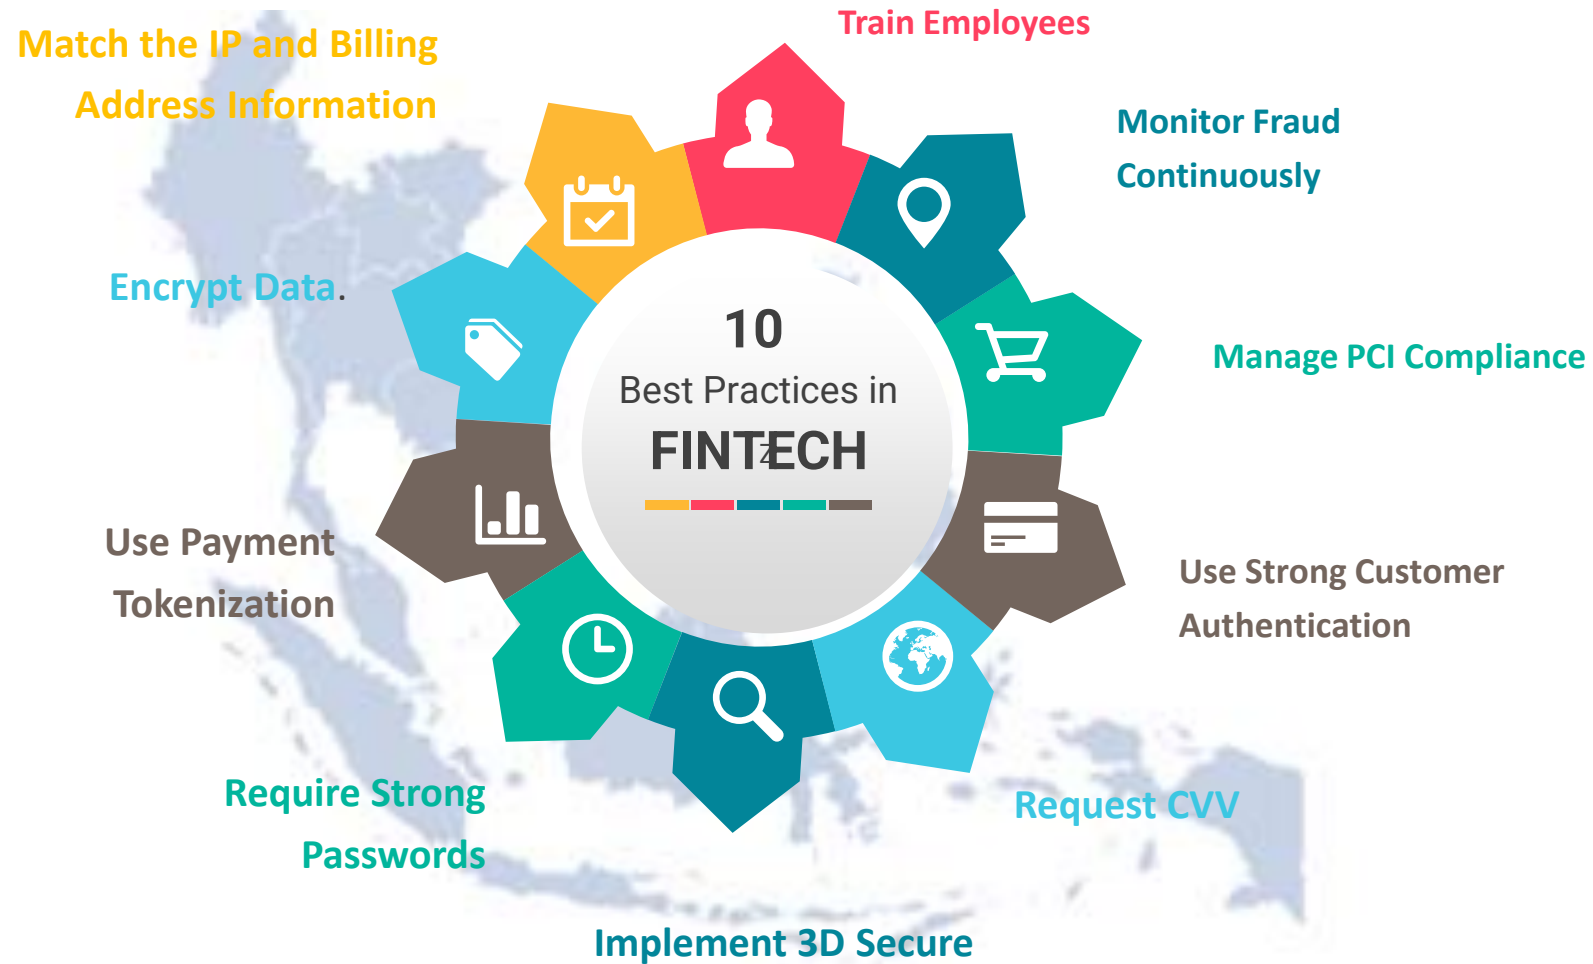 Train Employees
Match the IP and Billing
Address Information
Monitor Fraud
Continuously
Encrypt Data.
10
Best Practices in
FINTECH
z
Manage PCI Compliance
Use Payment
Tokenization
Use Strong Customer
Authentication
Require Strong
Passwords
Request CVV
Implement 3D Secure